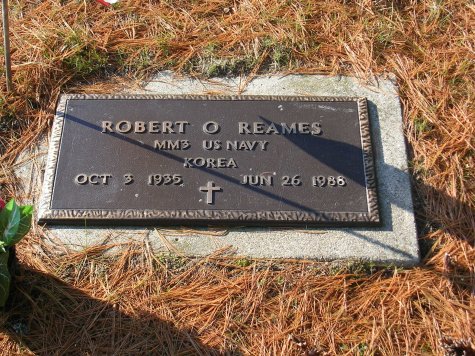 ROBERT O REAMES
MM3 US NAVY
KOREA
OCT 3 1935 JUN 26 1988